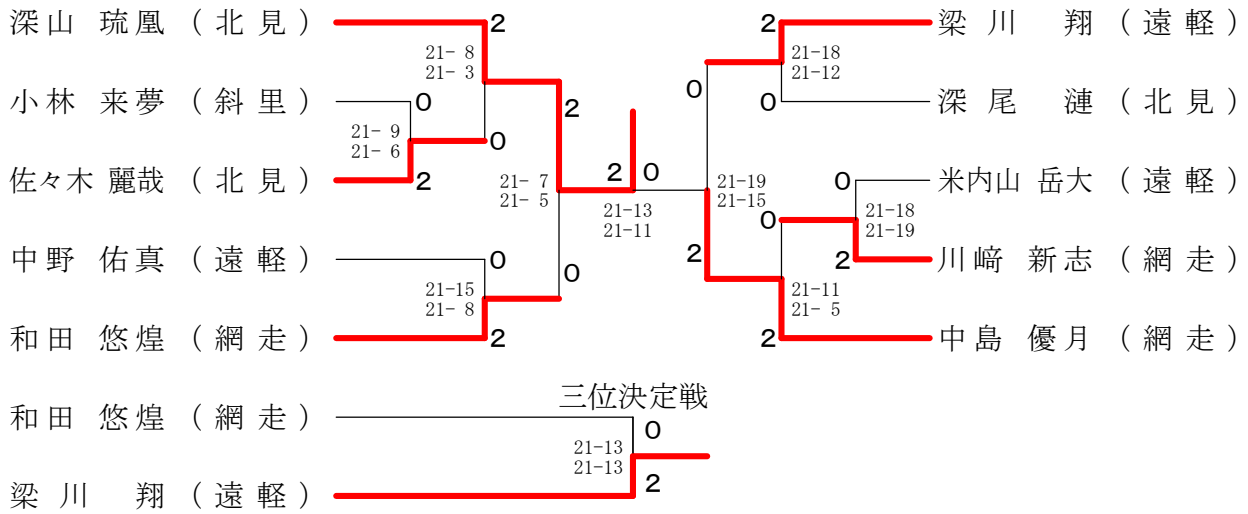 深山 琉凰 （ 北 見 ） 2 2 梁 川 翔 （ 遠 軽 ）
21- 8 21-18
21- 3 21-12
小林 来夢 （ 斜 里 ） 0 2 0 0 深 尾 漣 （ 北 見 ）
21- 9 0
21- 6
佐々木 麗哉 （ 北 見 ） 2 21- 7 2 0 21-19 0 米内山 岳大 （ 遠 軽 ）
21- 5 21-15
21-13 0 21-18
21-11 21-19
中野 佑真 （ 遠 軽 ） 0 0 2 2 川﨑 新志 （ 網 走 ）
21-15 21-11
21- 8 21- 5
和田 悠煌 （ 網 走 ） 2 2 中島 優月 （ 網 走 ）
三位決定戦
和田 悠煌 （ 網 走 ） 0
21-13
21-13
梁 川 翔 （ 遠 軽 ） 2